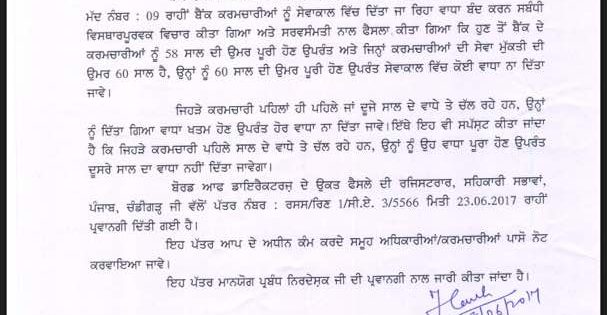 ਮੱਦ ਨੰਬਰ : 09 ਰਾਹੀਂ ਬੈਂਕ ਕਰਮਚਾਰੀਆਂ ਨੂੰ ਸੇਵਾਕਾਲ ਵਿੱਚ ਦਿੱਤਾ ਜਾ ਰਿਹਾ ਵਾਧਾ ਬੰਦ ਕਰਨ ਸਬੰਧੀ
ਵਿਸਥਾਰਪੂਰਵਕ ਵਿਚਾਰ ਕੀਤਾ ਗਿਆ ਅਤੇ ਸਰਵਸੰਮਤੀ ਨਾਲ ਫੈਸਲਾ ਕੀਤਾ ਗਿਆ ਕਿ ਹੁਣ ਤੋਂ ਬੈਂਕ ਦੇ
ਕਰਮਚਾਰੀਆਂ ਨੂੰ 58 ਸਾਲ ਦੀ ਉਮਰ ਪੂਰੀ ਹੋਣ ਉਪਰੰਤ ਅਤੇ ਜਿਨ੍ਹਾਂ ਕਰਮਚਾਰੀਆਂ ਦੀ ਸੇਵਾ ਮੁੱਕਤੀ ਦੀ
ਉਮਰ 60 ਸਾਲ ਹੈ, ਉਨ੍ਹਾਂ ਨੂੰ 60 ਸਾਲ ਦੀ ਉਮਰ ਪੂਰੀ ਹੋਣ ਉਪਰੰਤ ਸੇਵਾਕਾਲ ਵਿੱਚ ਕੋਈ ਵਾਧਾ ਨਾ ਦਿੱਤਾ
ਜਾਵੇ।
ਜਿਹੜੇ ਕਰਮਚਾਰੀ ਪਹਿਲਾਂ ਹੀ ਪਹਿਲੇ ਜਾਂ ਦੂਜੇ ਸਾਲ ਦੇ ਵਾਧੇ ਤੇ ਚੱਲ ਰਹੇ ਹਨ, ਉਨ੍ਹਾਂ
ਨੂੰ ਦਿੱਤਾ ਗਿਆ ਵਾਧਾ ਖਤਮ ਹੋਣ ਉਪਰੰਤ ਹੋਰ ਵਾਧਾ ਨਾ ਦਿੱਤਾ ਜਾਵੇ।ਇੱਥੇ ਇਹ ਵੀ ਸਪੱਸ਼ਟ ਕੀਤਾ ਜਾਂਦਾ
ਹੈ ਕਿ ਜਿਹੜੇ ਕਰਮਚਾਰੀ ਪਹਿਲੇ ਸਾਲ ਦੇ ਵਾਧੇ ਤੇ ਚੱਲ ਰਹੇ ਹਨ, ਉਨ੍ਹਾਂ ਨੂੰ ਉਹ ਵਾਧਾ ਪੂਰਾ ਹੋਣ ਉਪਰੰਤ
ਦੂਸਰੇ ਸਾਲ ਦਾ ਵਾਧਾ ਨਹੀਂ ਦਿੱਤਾ ਜਾਵੇਗਾ।
ਬੋਰਡ ਆਫ ਡਾਇਰੈਕਟਰਜ਼ ਦੇ ਉਕਤ ਫੈਸਲੇ ਦੀ ਰਜਿਸਟਰਾਰ, ਸਹਿਕਾਰੀ ਸਭਾਵਾਂ,
ਪੰਜਾਬ, ਚੰਡੀਗੜ੍ਹ ਜੀ ਵੱਲੋਂ ਪੱਤਰ ਨੰਬਰ : ਰਸਸ/ਰਿਣ 1/ਸੀ.ਏ. 3/5566 ਮਿਤੀ 23.06.2017 ਰਾਹੀਂ
ਪ੍ਰਵਾਨਗੀ ਦਿੱਤੀ ਗਈ ਹੈ।
ਇਹ ਪੱਤਰ ਆਪ ਦੇ ਅਧੀਨ ਕੰਮ ਕਰਦੇ ਸਮੂਹ ਅਧਿਕਾਰੀਆਂ/ਕਰਮਚਾਰੀਆਂ ਪਾਸੋਂ ਨੋਟ
ਕਰਵਾਇਆ ਜਾਵੇ।
ਇਹ ਪੱਤਰ ਮਾਨਯੋਗ ਪ੍ਰਬੰਧ ਨਿਰਦੇਸ਼ਕ ਜੀ ਦੀ ਪ੍ਰਵਾਨਗੀ ਨਾਲ ਜਾਰੀ ਕੀਤਾ ਜਾਂਦਾ ਹੈ।